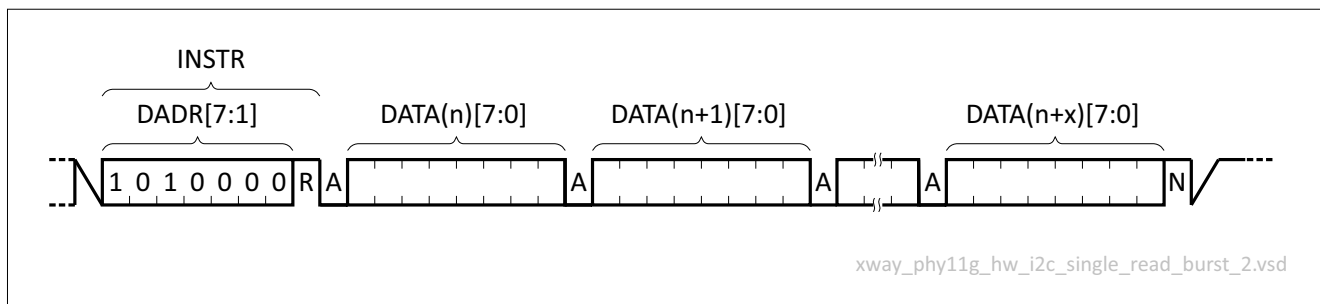 INSTR
DADR[7:1] DATA(n)[7:0] DATA(n+1)[7:0] DATA(n+x)[7:0]
1 0 1 0 0 0 0 R A A A A N
xway_phy11g_hw_i2c_single_read_burst_2.vsd